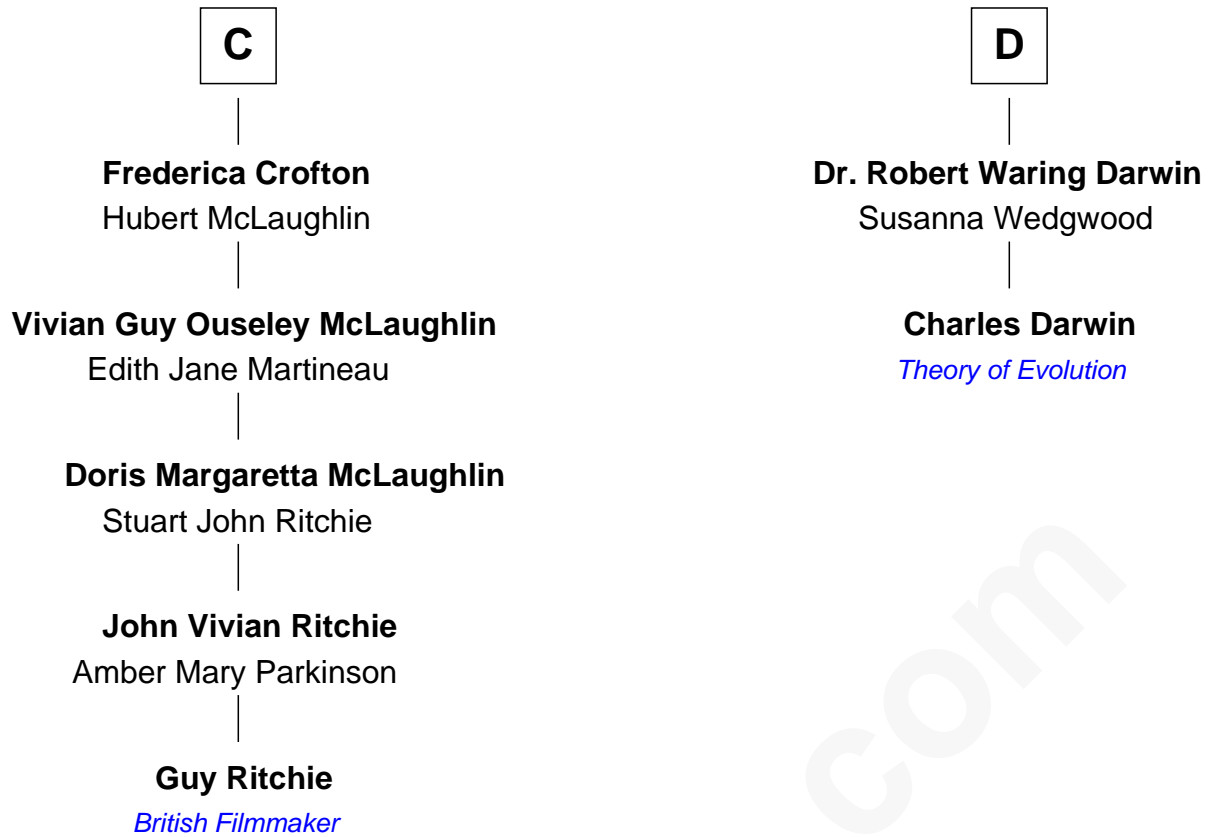 C
Frederica Crofton
Hubert McLaughlin
Vivian Guy Ouseley McLaughlin
Edith Jane Martineau
Doris Margaretta McLaughlin
Stuart John Ritchie
John Vivian Ritchie
Amber Mary Parkinson
Guy Ritchie
British Filmmaker
D
Dr. Robert Waring Darwin
Susanna Wedgwood
Charles Darwin
Theory of Evolution
com